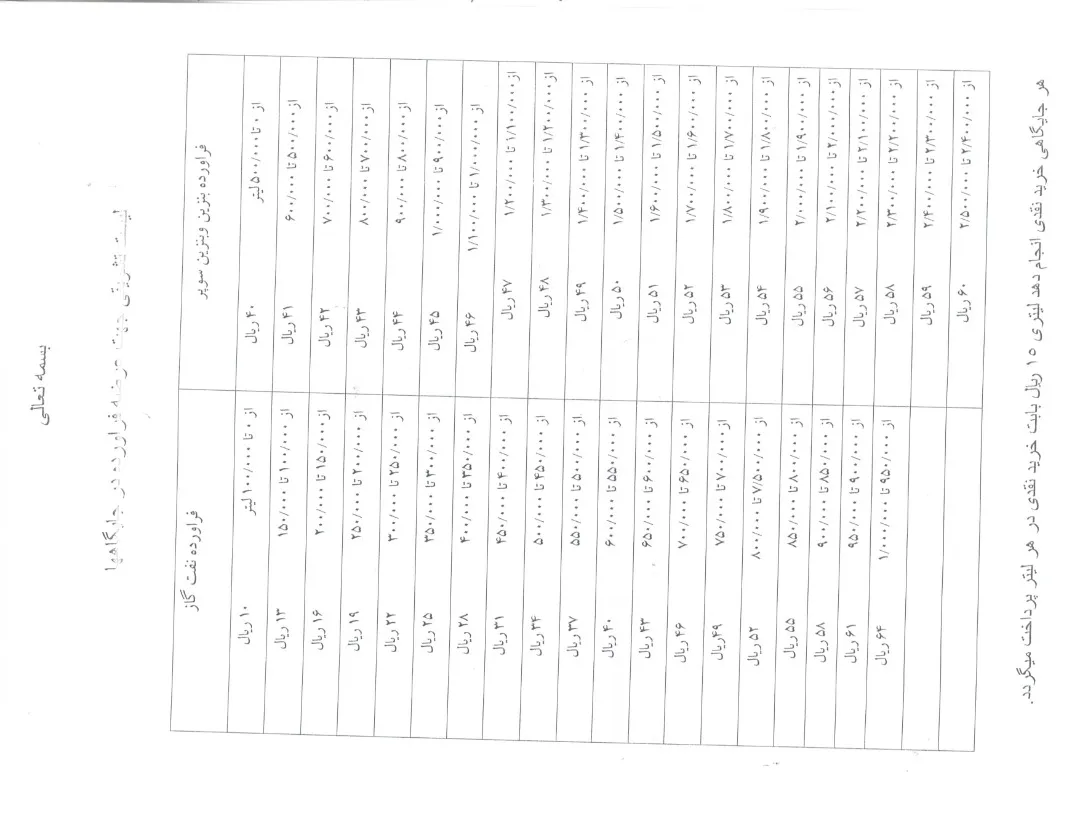 بسمه تعالی
لیست تشویقی جهت عرضه فراورده در جایگاهها
فراورده بنزین وبنزین سوپر فراورده نفت گاز
از ۰ تا ۵۰۰/۰۰۰ لیتر ۴۰ ریال از ۰ تا ۱۰۰/۰۰۰ لیتر ۱۰ ریال
از ۵۰۰/۰۰۰ تا ۶۰۰/۰۰۰ ۴۱ ریال از ۱۰۰/۰۰۰ تا ۱۵۰/۰۰۰ ۱۳ ریال
از ۶۰۰/۰۰۰ تا ۷۰۰/۰۰۰ ۴۲ ریال از ۱۵۰/۰۰۰ تا ۲۰۰/۰۰۰ ۱۶ ریال
از ۷۰۰/۰۰۰ تا ۸۰۰/۰۰۰ ۴۳ ریال از ۲۰۰/۰۰۰ تا ۲۵۰/۰۰۰ ۱۹ ریال
از ۸۰۰/۰۰۰ تا ۹۰۰/۰۰۰ ۴۴ ریال از ۲۵۰/۰۰۰ تا ۳۰۰/۰۰۰ ۲۲ ریال
از ۹۰۰/۰۰۰ تا ۱/۰۰۰/۰۰۰ ۴۵ ریال از ۳۰۰/۰۰۰ تا ۳۵۰/۰۰۰ ۲۵ ریال
از ۱/۰۰۰/۰۰۰ تا ۱/۱۰۰/۰۰۰ ۴۶ ریال از ۳۵۰/۰۰۰ تا ۴۰۰/۰۰۰ ۲۸ ریال
از ۱/۱۰۰/۰۰۰ تا ۱/۲۰۰/۰۰۰ ۴۷ ریال از ۴۰۰/۰۰۰ تا ۴۵۰/۰۰۰ ۳۱ ریال
از ۱/۲۰۰/۰۰۰ تا ۱/۳۰۰/۰۰۰ ۴۸ ریال از ۴۵۰/۰۰۰ تا ۵۰۰/۰۰۰ ۳۴ ریال
از ۱/۳۰۰/۰۰۰ تا ۱/۴۰۰/۰۰۰ ۴۹ ریال از ۵۰۰/۰۰۰ تا ۵۵۰/۰۰۰ ۳۷ ریال
از ۱/۴۰۰/۰۰۰ تا ۱/۵۰۰/۰۰۰ ۵۰ ریال از ۵۵۰/۰۰۰ تا ۶۰۰/۰۰۰ ۴۰ ریال
از ۱/۵۰۰/۰۰۰ تا ۱/۶۰۰/۰۰۰ ۵۱ ریال از ۶۰۰/۰۰۰ تا ۶۵۰/۰۰۰ ۴۳ ریال
از ۱/۶۰۰/۰۰۰ تا ۱/۷۰۰/۰۰۰ ۵۲ ریال از ۶۵۰/۰۰۰ تا ۷۰۰/۰۰۰ ۴۶ ریال
از ۱/۷۰۰/۰۰۰ تا ۱/۸۰۰/۰۰۰ ۵۳ ریال از ۷۰۰/۰۰۰ تا ۷۵۰/۰۰۰ ۴۹ ریال
از ۱/۸۰۰/۰۰۰ تا ۱/۹۰۰/۰۰۰ ۵۴ ریال از ۷/۵۰۰/۰۰۰ تا ۸۰۰/۰۰۰ ۵۲ ریال
از ۱/۹۰۰/۰۰۰ تا ۲/۰۰۰/۰۰۰ ۵۵ ریال از ۸۰۰/۰۰۰ تا ۸۵۰/۰۰۰ ۵۵ ریال
از ۲/۰۰۰/۰۰۰ تا ۲/۱۰۰/۰۰۰ ۵۶ ریال از ۸۵۰/۰۰۰ تا ۹۰۰/۰۰۰ ۵۸ ریال
از ۲/۱۰۰/۰۰۰ تا ۲/۲۰۰/۰۰۰ ۵۷ ریال از ۹۰۰/۰۰۰ تا ۹۵۰/۰۰۰ ۶۱ ریال
از ۲/۲۰۰/۰۰۰ تا ۲/۳۰۰/۰۰۰ ۵۸ ریال از ۹۵۰/۰۰۰ تا ۱/۰۰۰/۰۰۰ ۶۴ ریال
از ۲/۳۰۰/۰۰۰ تا ۲/۴۰۰/۰۰۰ ۵۹ ریال
از ۲/۴۰۰/۰۰۰ تا ۲/۵۰۰/۰۰۰ ۶۰ ریال
هر جایگاهی خرید نقدی انجام دهد لیتری ۱۵ ریال بابت خرید نقدی در هر لیتر پرداخت میگردد.